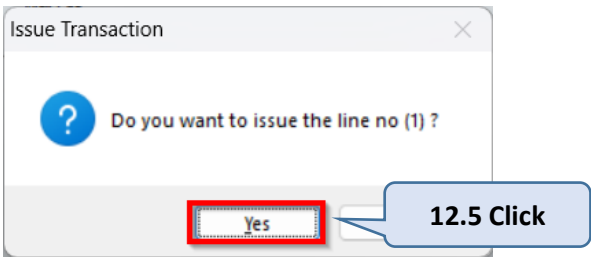 Issue Transaction
Do you want to issue the line no (1) ?
Yes
12.5 Click